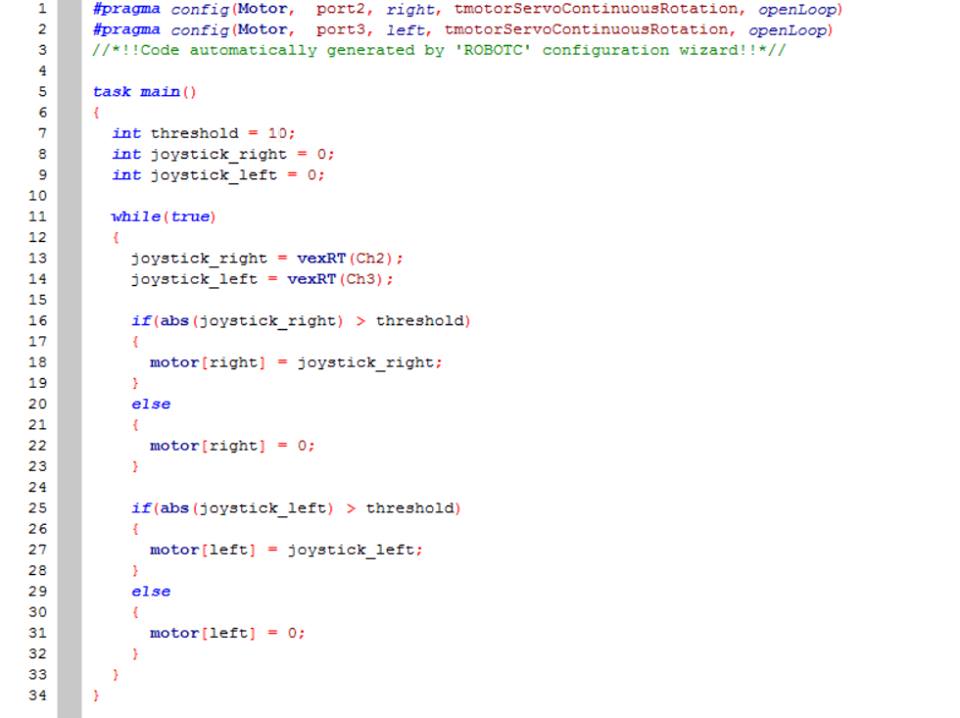 1 #pragma config(Motor,  port2, right, tmotorServoContinuousRotation, openLoop)
2 #pragma config(Motor,  port3, left, tmotorServoContinuousRotation, openLoop)
3 //*!!Code automatically generated by 'ROBOTC' configuration wizard!!*//
4
5 task main()
6 {
7   int threshold = 10;
8   int joystick_right = 0;
9   int joystick_left = 0;
10
11   while(true)
12   {
13     joystick_right = vexRT(Ch2);
14     joystick_left = vexRT(Ch3);
15
16     if(abs(joystick_right) > threshold)
17     {
18       motor[right] = joystick_right;
19     }
20     else
21     {
22       motor[right] = 0;
23     }
24
25     if(abs(joystick_left) > threshold)
26     {
27       motor[left] = joystick_left;
28     }
29     else
30     {
31       motor[left] = 0;
32     }
33   }
34 }